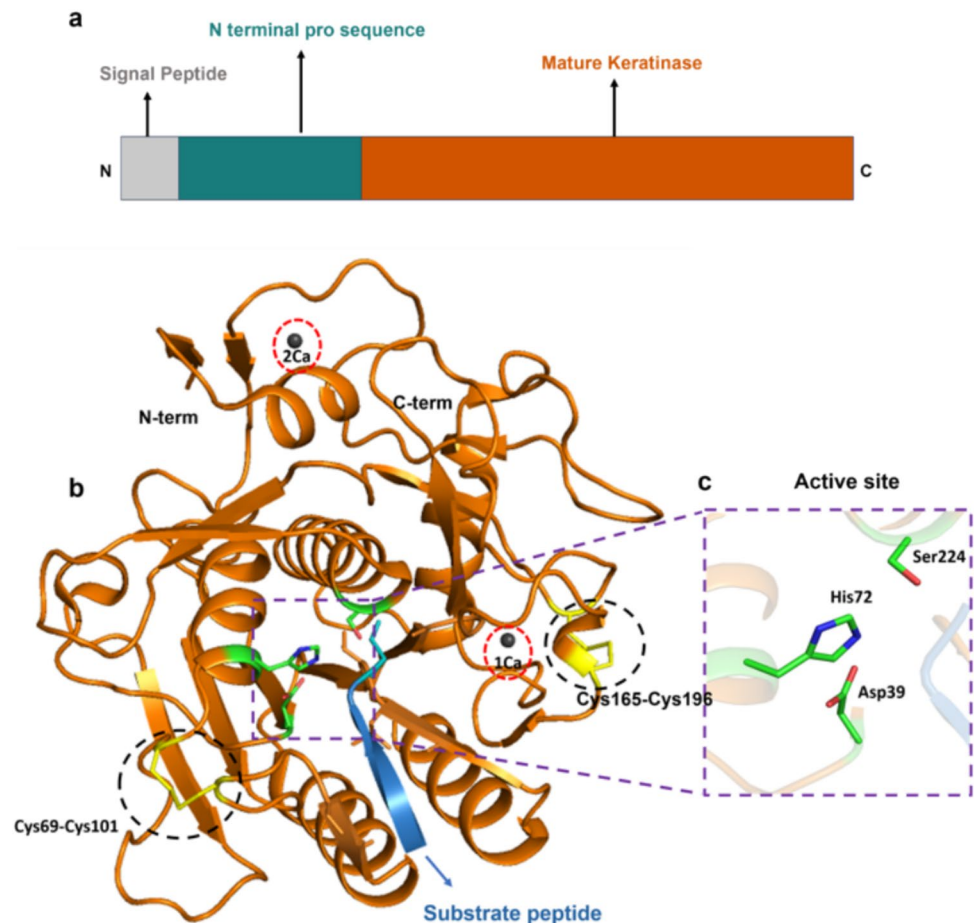 a
N terminal pro sequence
Signal Peptide
Mature Keratinase
N
C
2Ca
N-term
C-term
b
c
Active site
Ser224
His72
Asp39
1Ca
Cys165-Cys196
Cys69-Cys101
Substrate peptide